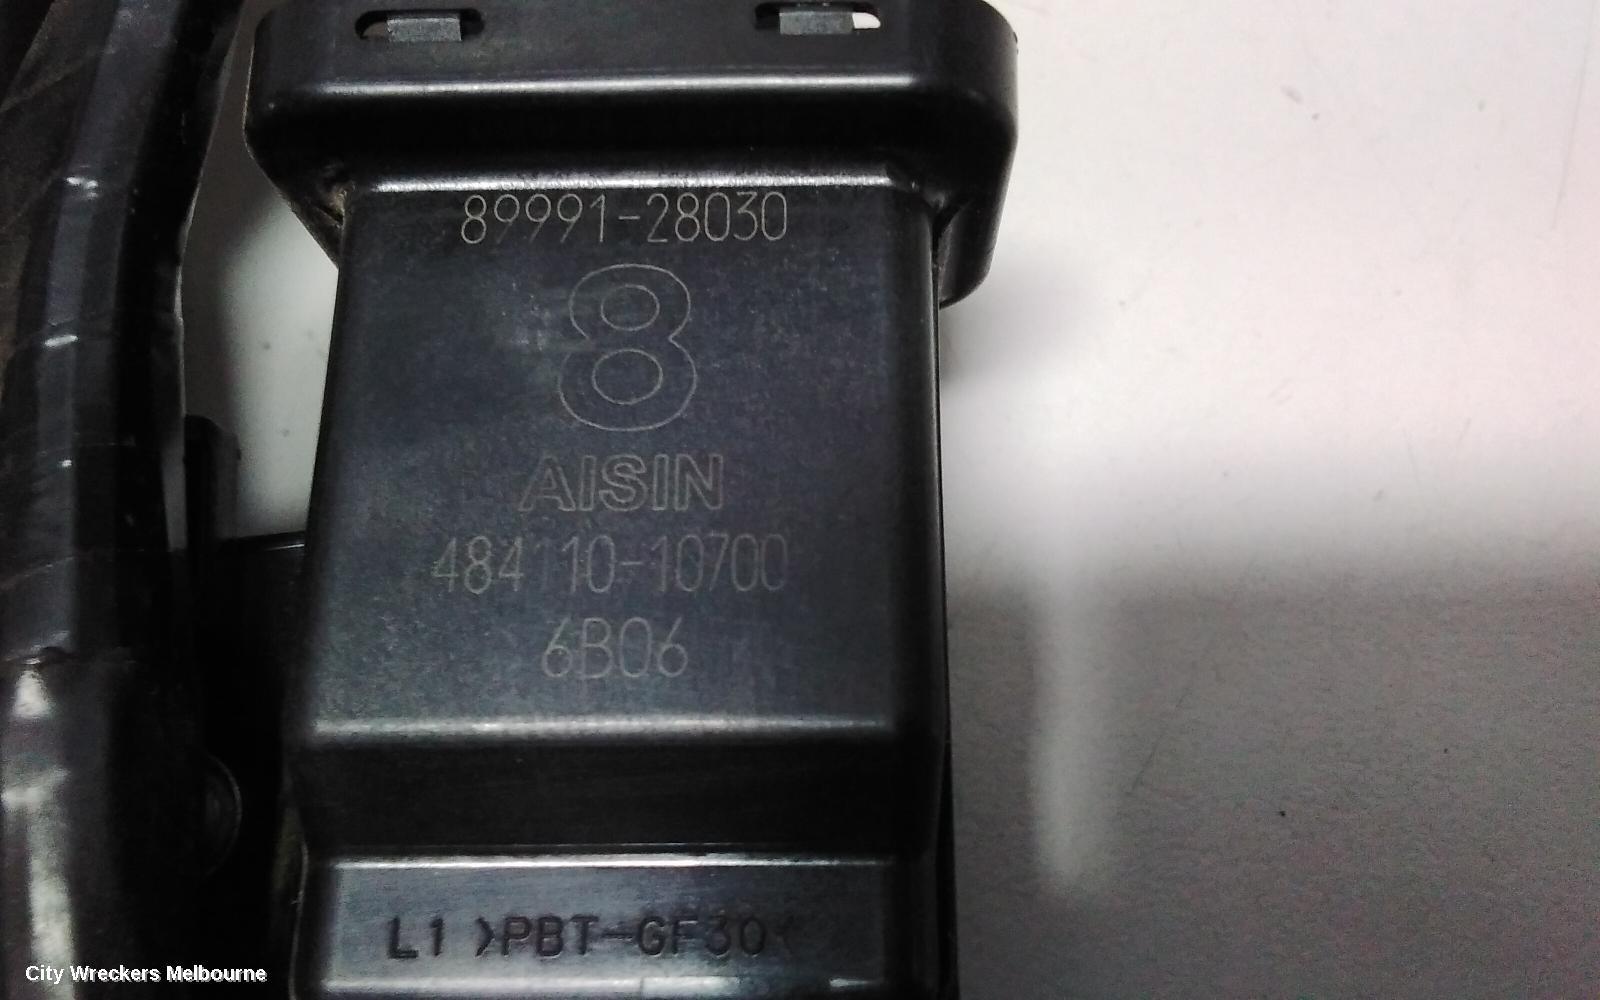 89991-28030
8
AISIN
484110-10700
6B06
L1 >PBT-GF30<
City Wreckers Melbourne